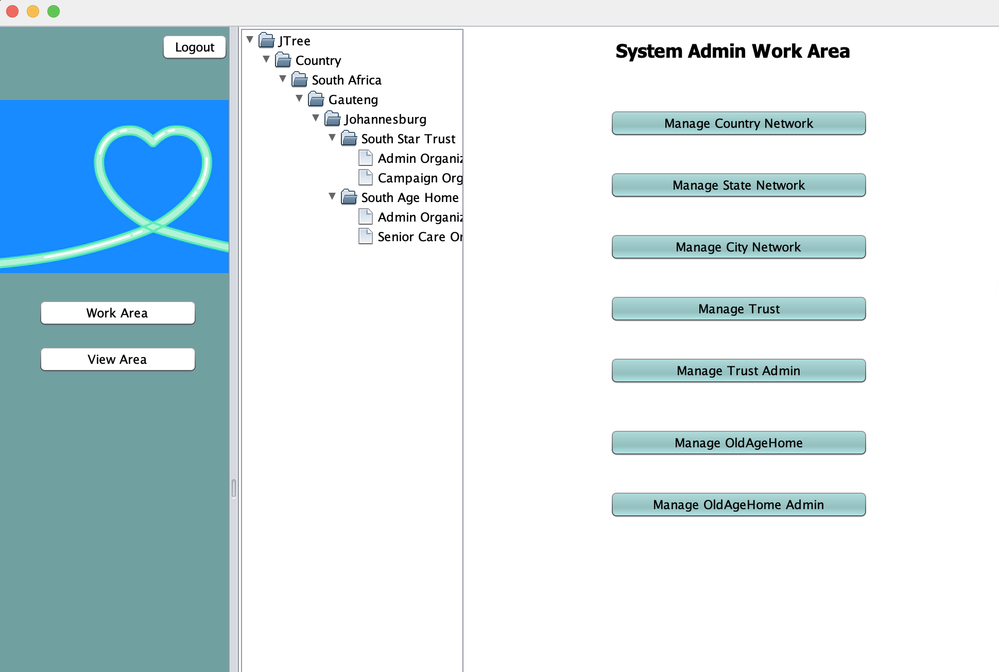 Logout
Work Area
View Area
JTree
Country
South Africa
Gauteng
Johannesburg
South Star Trust
Admin Organiz
Campaign Org
South Age Home
Admin Organiz
Senior Care Or
System Admin Work Area
Manage Country Network
Manage State Network
Manage City Network
Manage Trust
Manage Trust Admin
Manage OldAgeHome
Manage OldAgeHome Admin